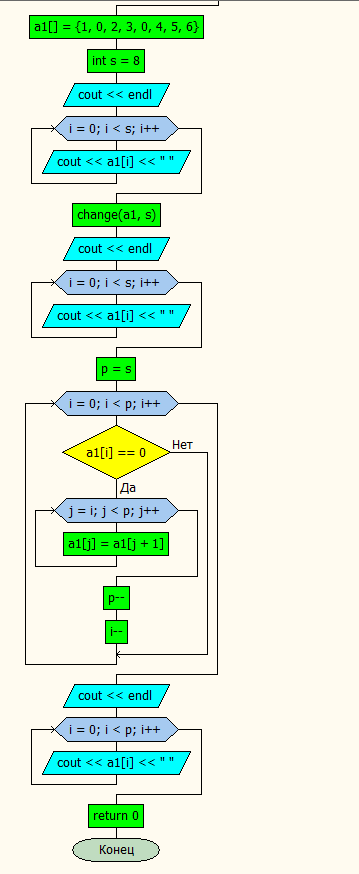 a1[] = {1, 0, 2, 3, 0, 4, 5, 6}
int s = 8
cout << endl
i = 0; i < s; i++
cout << a1[i] << " "
change(a1, s)
cout << endl
i = 0; i < s; i++
cout << a1[i] << " "
p = s
i = 0; i < p; i++
a1[i] == 0
Нет
Да
j = i; j < p; j++
a1[j] = a1[j + 1]
p--
i--
cout << endl
i = 0; i < p; i++
cout << a1[i] << " "
return 0
Конец